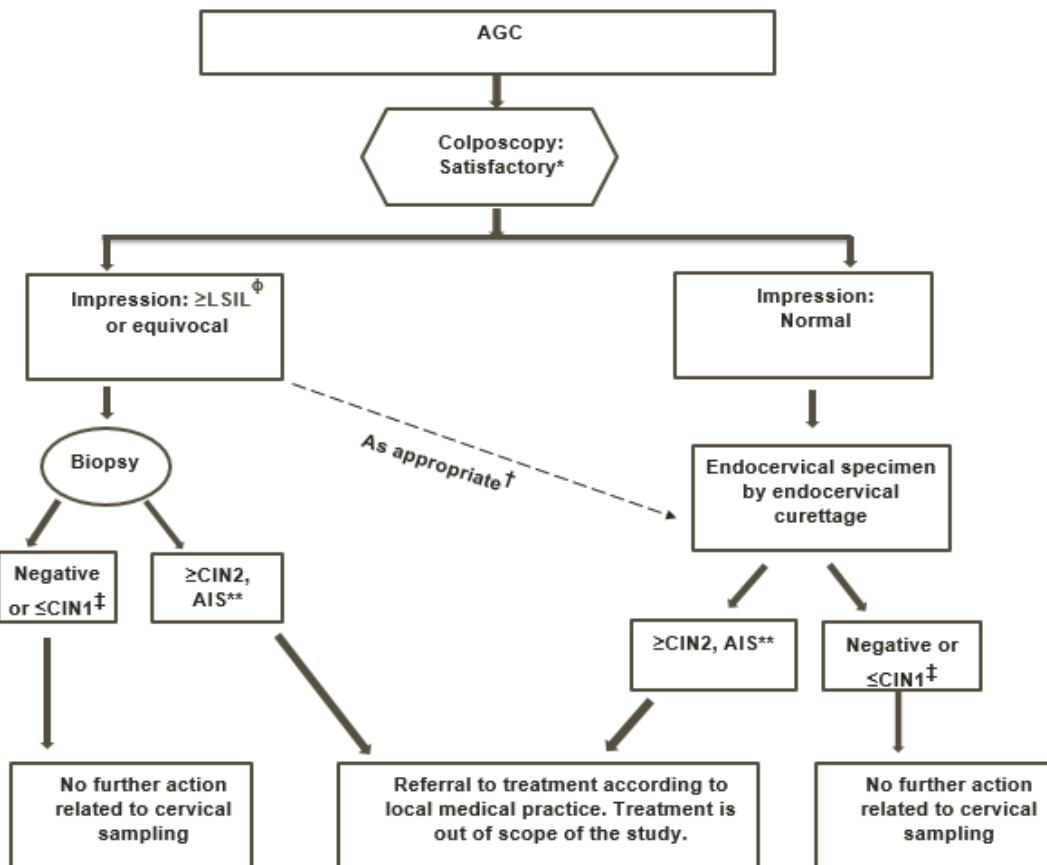 AGC
Colposcopy:
Satisfactory*
Impression: ≥LSILᶲ
or equivocal
Impression:
Normal
As appropriate†
Biopsy
Endocervical specimen
by endocervical
curettage
Negative
or ≤CIN1‡
≥CIN2,
AIS**
≥CIN2, AIS**
Negative or
≤CIN1‡
No further action
related to cervical
sampling
Referral to treatment according to
local medical practice. Treatment is
out of scope of the study.
No further action
related to cervical
sampling